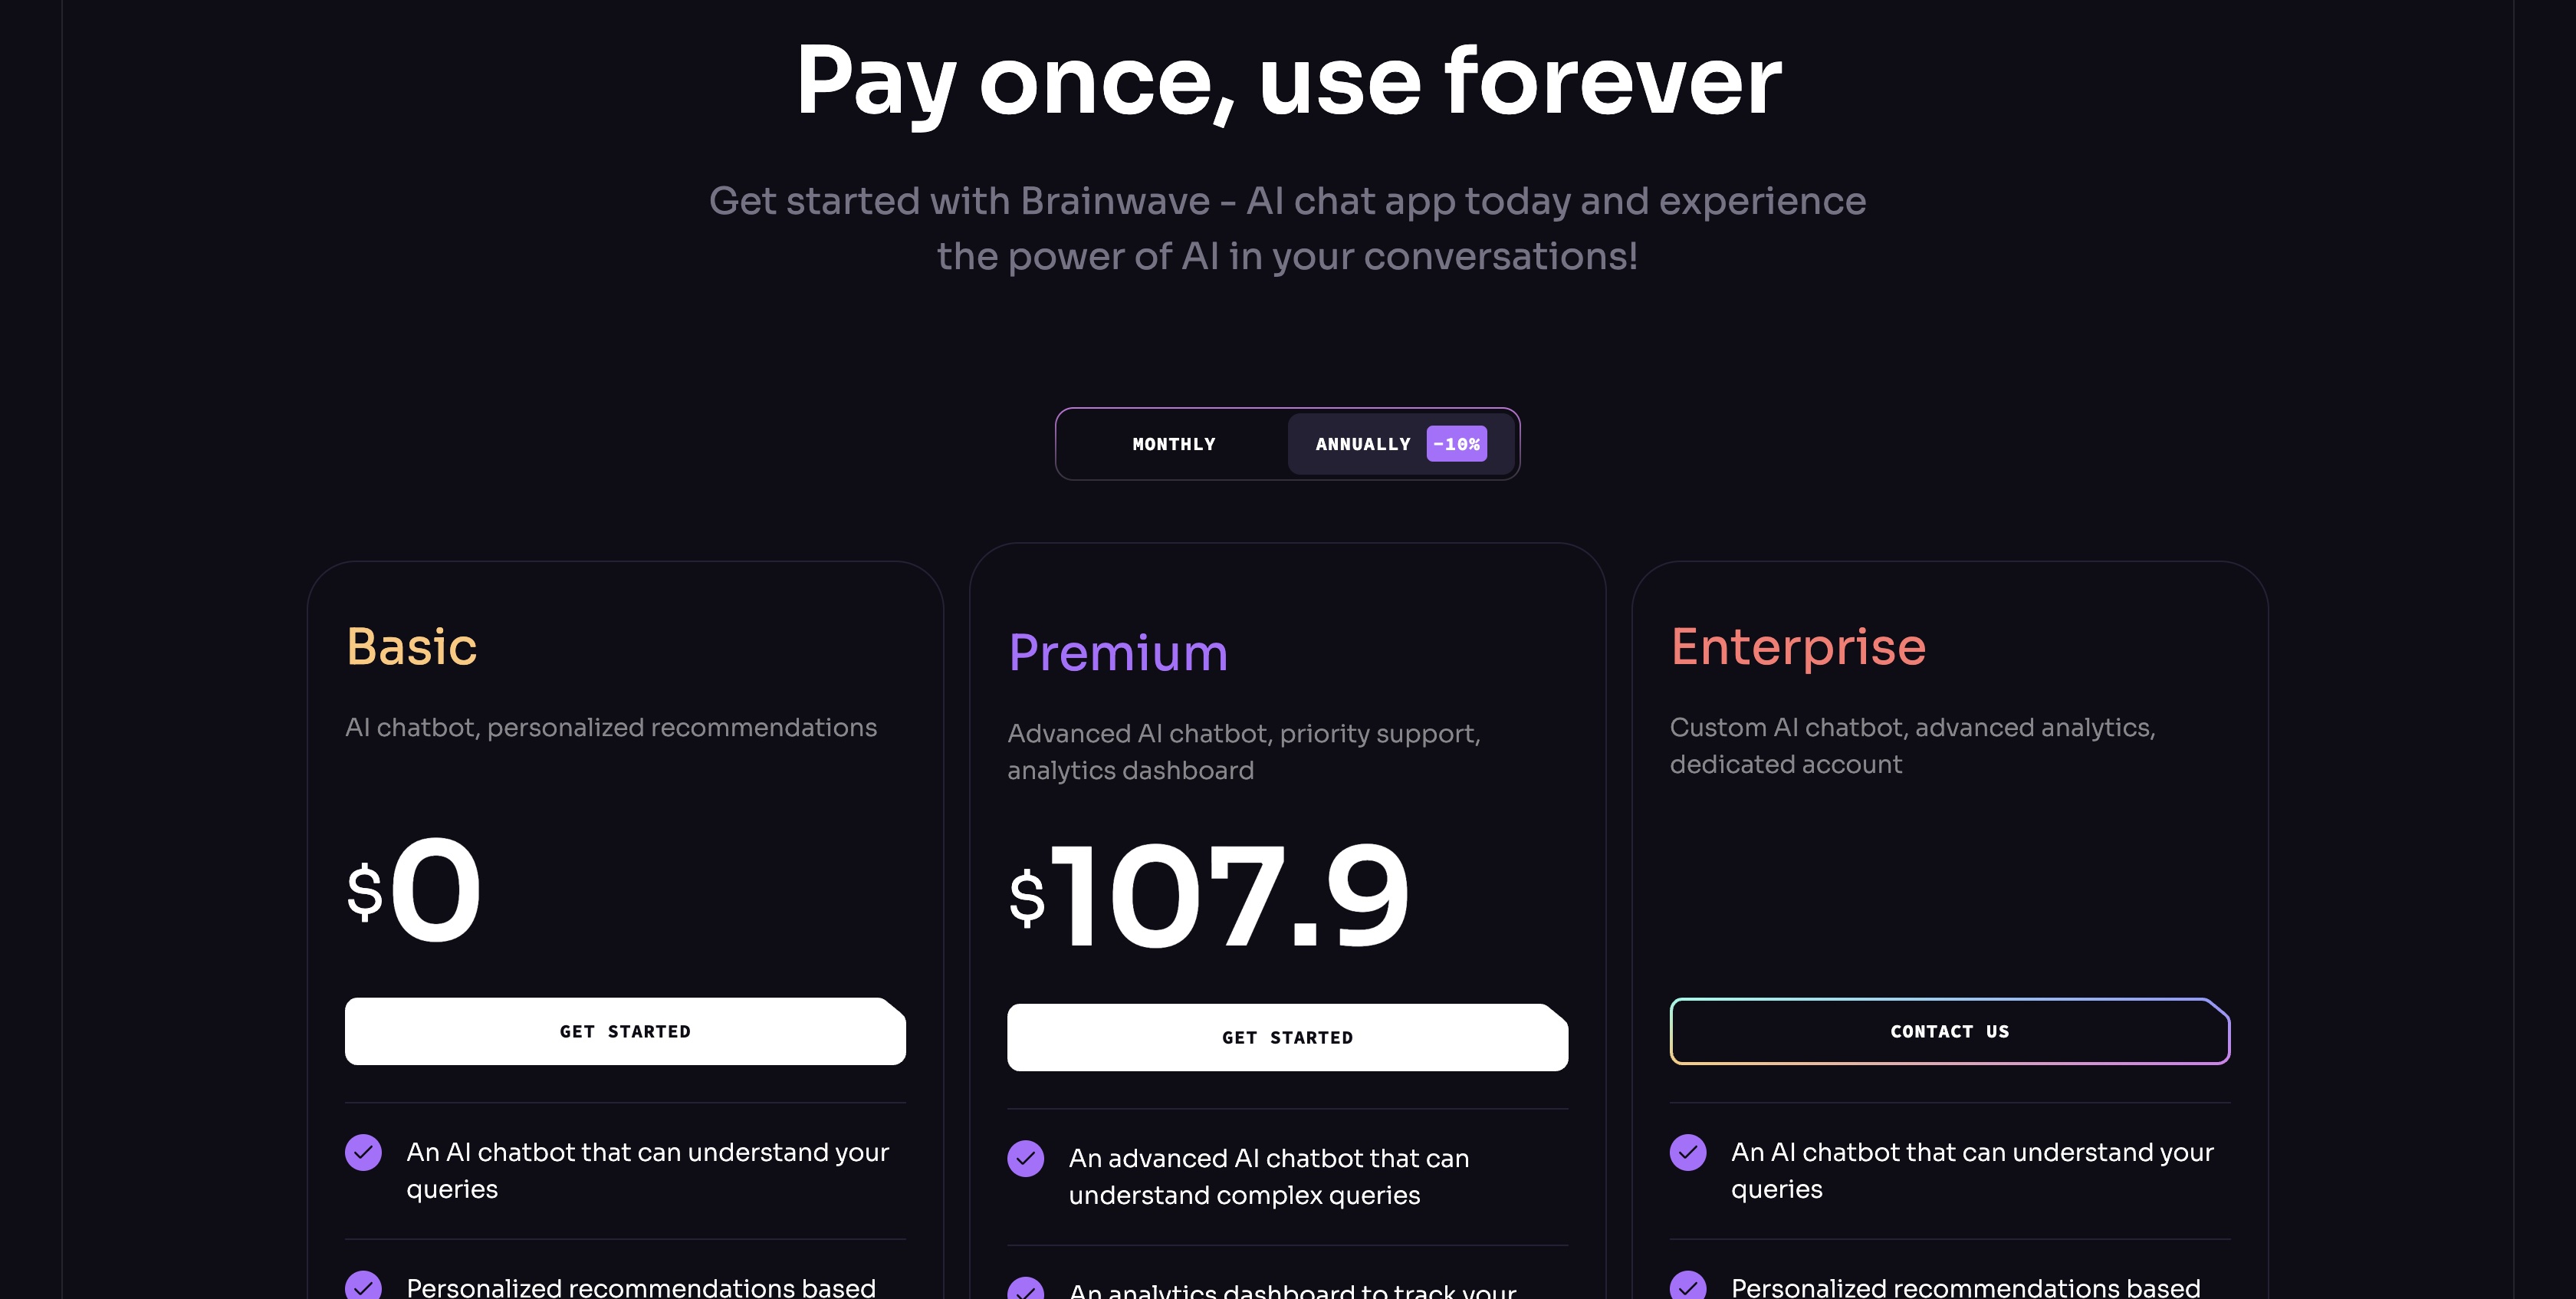 Pay once, use forever
Get started with Brainwave - AI chat app today and experience
the power of AI in your conversations!
MONTHLY
ANNUALLY -10%
Basic
AI chatbot, personalized recommendations
$0
GET STARTED
An AI chatbot that can understand your
queries
Personalized recommendations based
Premium
Advanced AI chatbot, priority support,
analytics dashboard
$107.9
GET STARTED
An advanced AI chatbot that can
understand complex queries
An analytics dashboard to track your
Enterprise
Custom AI chatbot, advanced analytics,
dedicated account
CONTACT US
An AI chatbot that can understand your
queries
Personalized recommendations based